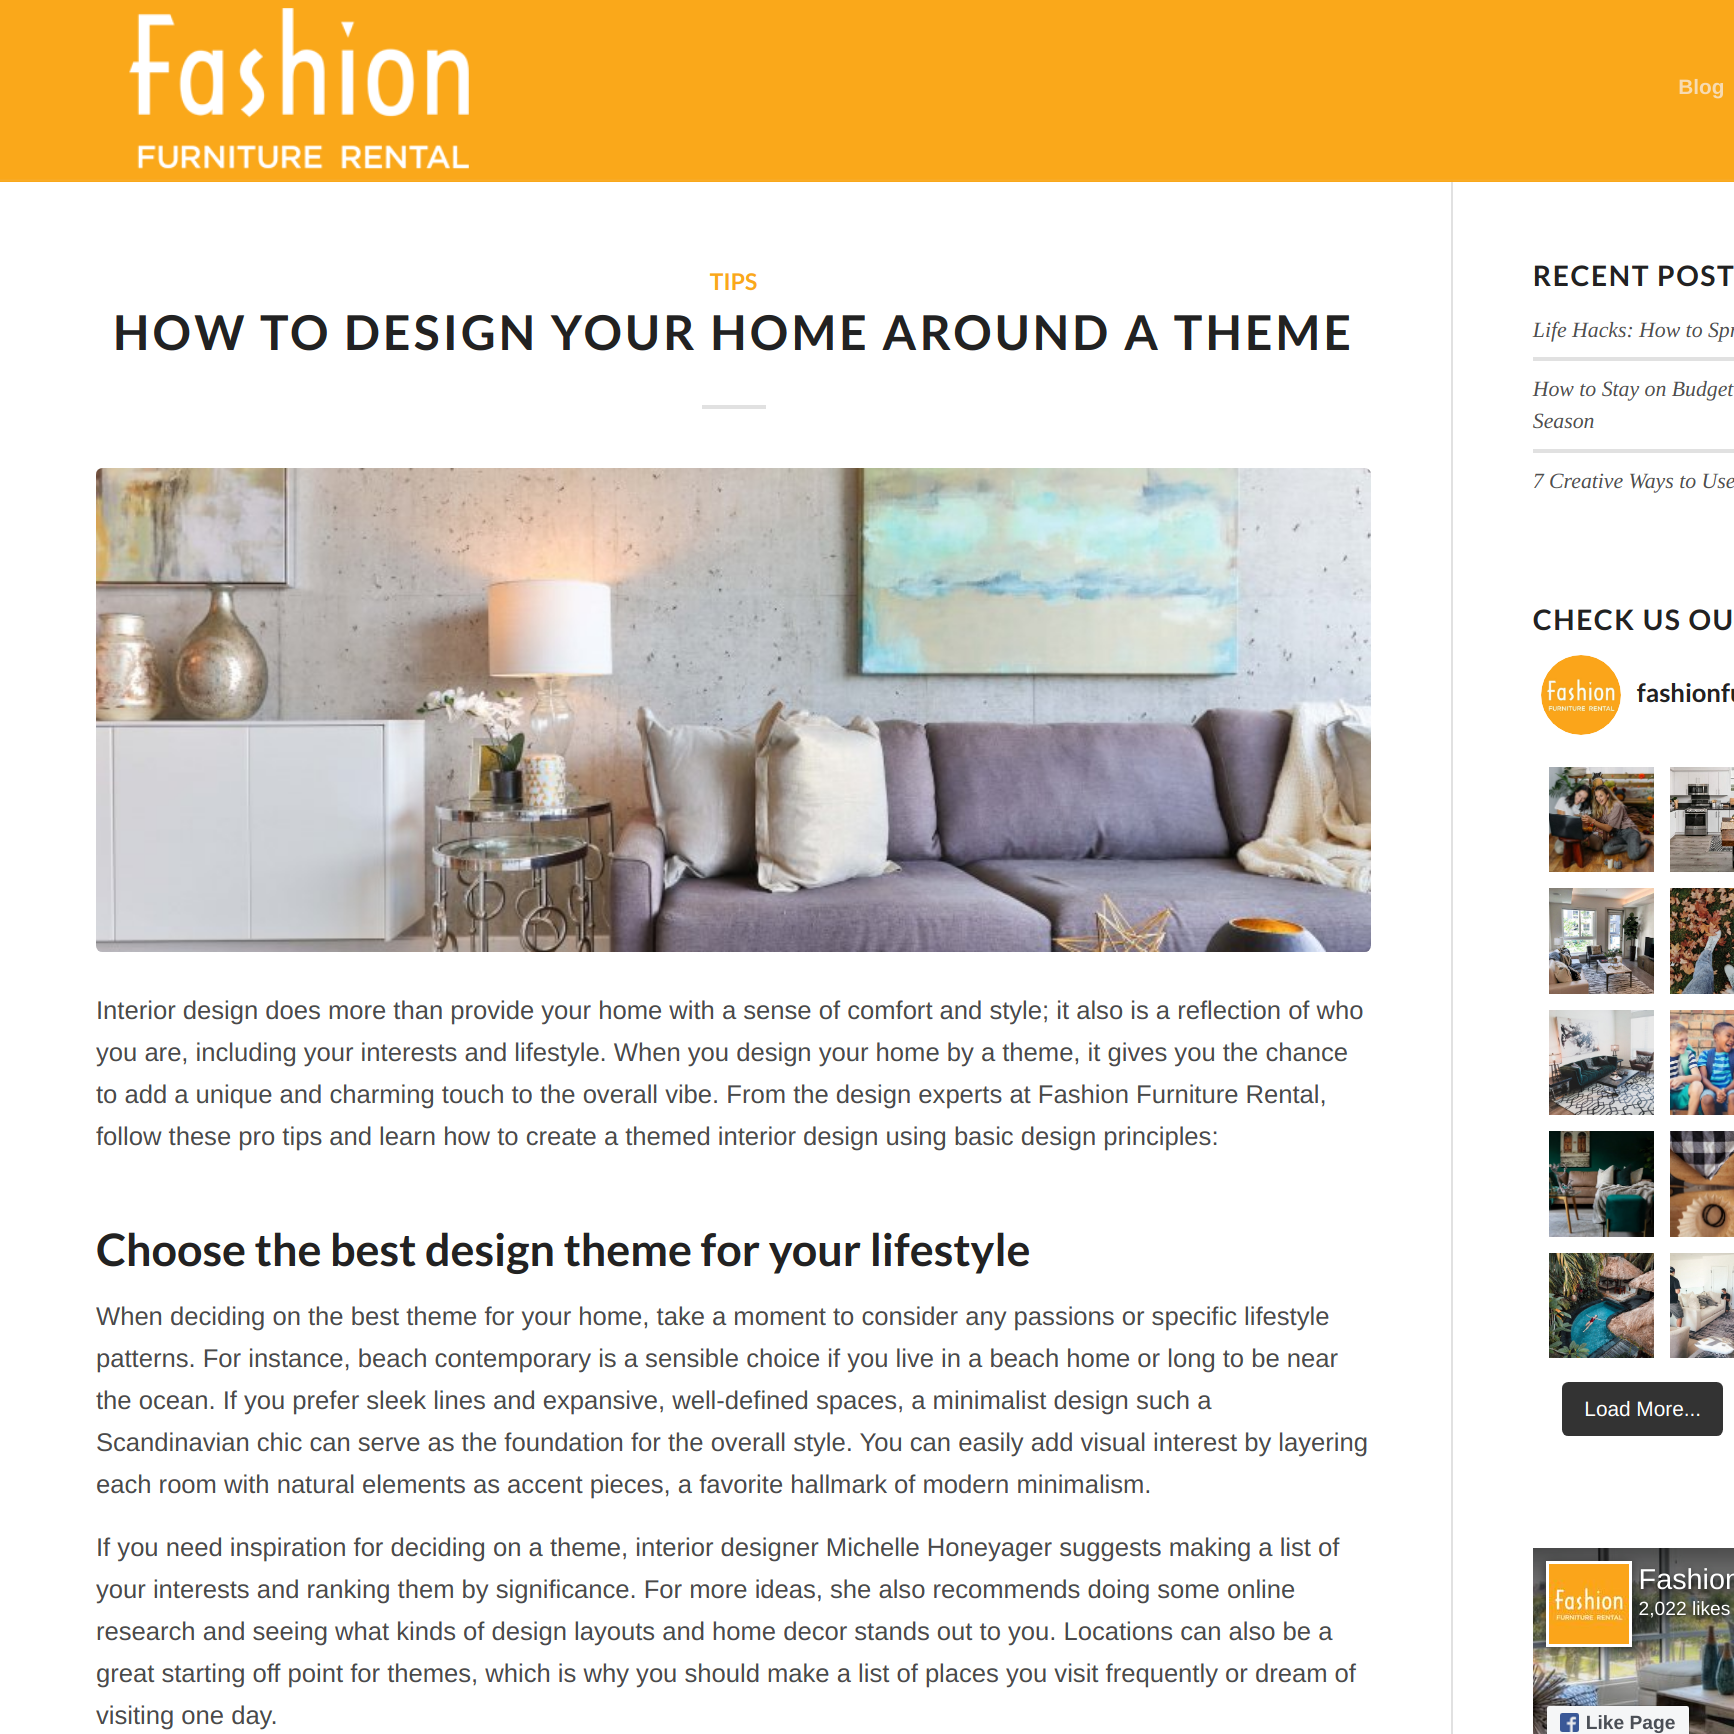 Fashion
FURNITURE RENTAL
Blog
TIPS
HOW TO DESIGN YOUR HOME AROUND A THEME
Interior design does more than provide your home with a sense of comfort and style; it also is a reflection of who
you are, including your interests and lifestyle. When you design your home by a theme, it gives you the chance
to add a unique and charming touch to the overall vibe. From the design experts at Fashion Furniture Rental,
follow these pro tips and learn how to create a themed interior design using basic design principles:
Choose the best design theme for your lifestyle
When deciding on the best theme for your home, take a moment to consider any passions or specific lifestyle
patterns. For instance, beach contemporary is a sensible choice if you live in a beach home or long to be near
the ocean. If you prefer sleek lines and expansive, well-defined spaces, a minimalist design such a
Scandinavian chic can serve as the foundation for the overall style. You can easily add visual interest by layering
each room with natural elements as accent pieces, a favorite hallmark of modern minimalism.
If you need inspiration for deciding on a theme, interior designer Michelle Honeyager suggests making a list of
your interests and ranking them by significance. For more ideas, she also recommends doing some online
research and seeing what kinds of design layouts and home decor stands out to you. Locations can also be a
great starting off point for themes, which is why you should make a list of places you visit frequently or dream of
visiting one day.
RECENT POST
Life Hacks: How to Spr
How to Stay on Budget
Season
7 Creative Ways to Use
CHECK US OU
Fashion
FURNITURE RENTAL
fashionfu
Load More...
Fashion
FURNITURE RENTAL
Fashion
2,022 likes
Like Page